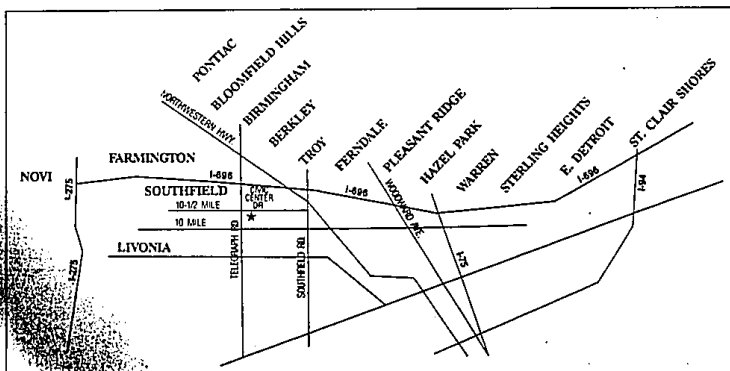 PONTIAC
BLOOMFIELD HILLS
NORTHWESTERN HWY.
BIRMINGHAM
BERKLEY
TROY
FERNDALE
PLEASANT RIDGE
HAZEL PARK
WARREN
STERLING HEIGHTS
E. DETROIT
ST. CLAIR SHORES
NOVI
FARMINGTON
I-696
I-696
I-696
I-275
SOUTHFIELD
CIVIC
CENTER
DR
10-1/2 MILE
10 MILE
WOODWARD AVE.
I-94
LIVONIA
TELEGRAPH RD.
SOUTHFIELD RD.
I-75
I-275